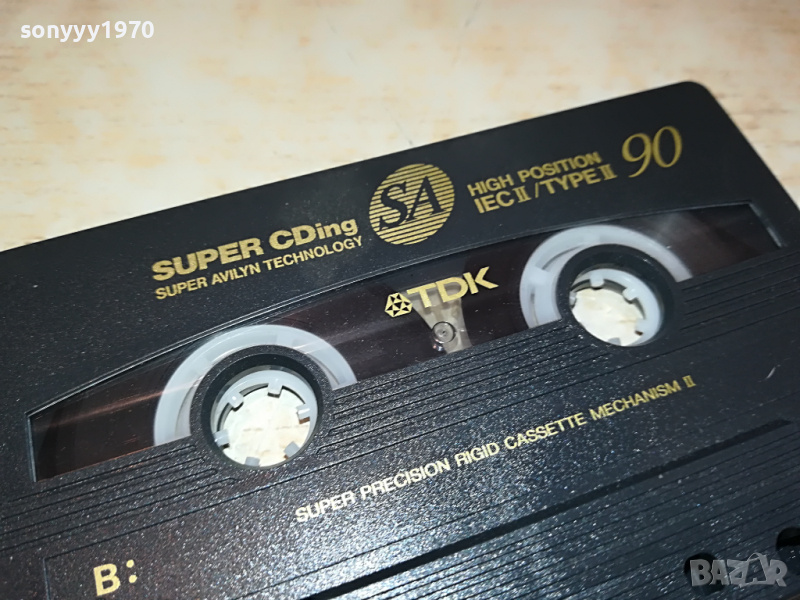 sonyyy1970
SUPER CDing
SUPER AVILYN TECHNOLOGY
SA
HIGH POSITION
IEC II / TYPE II
90
TDK
SUPER PRECISION RIGID CASSETTE MECHANISM II
B:
BAZAR